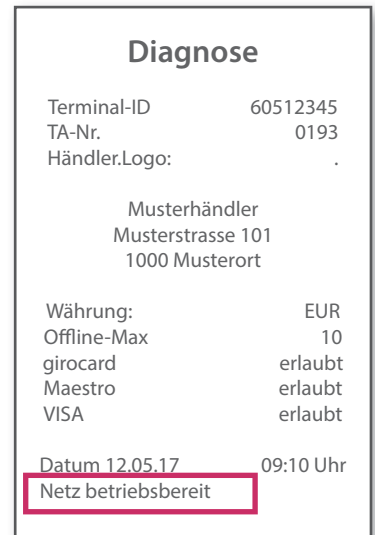 Diagnose
Terminal-ID 60512345
TA-Nr. 0193
Händler.Logo: .
Musterhändler
Musterstrasse 101
1000 Musterort
Währung: EUR
Offline-Max 10
girocard erlaubt
Maestro erlaubt
VISA erlaubt
Datum 12.05.17 09:10 Uhr
Netz betriebsbereit